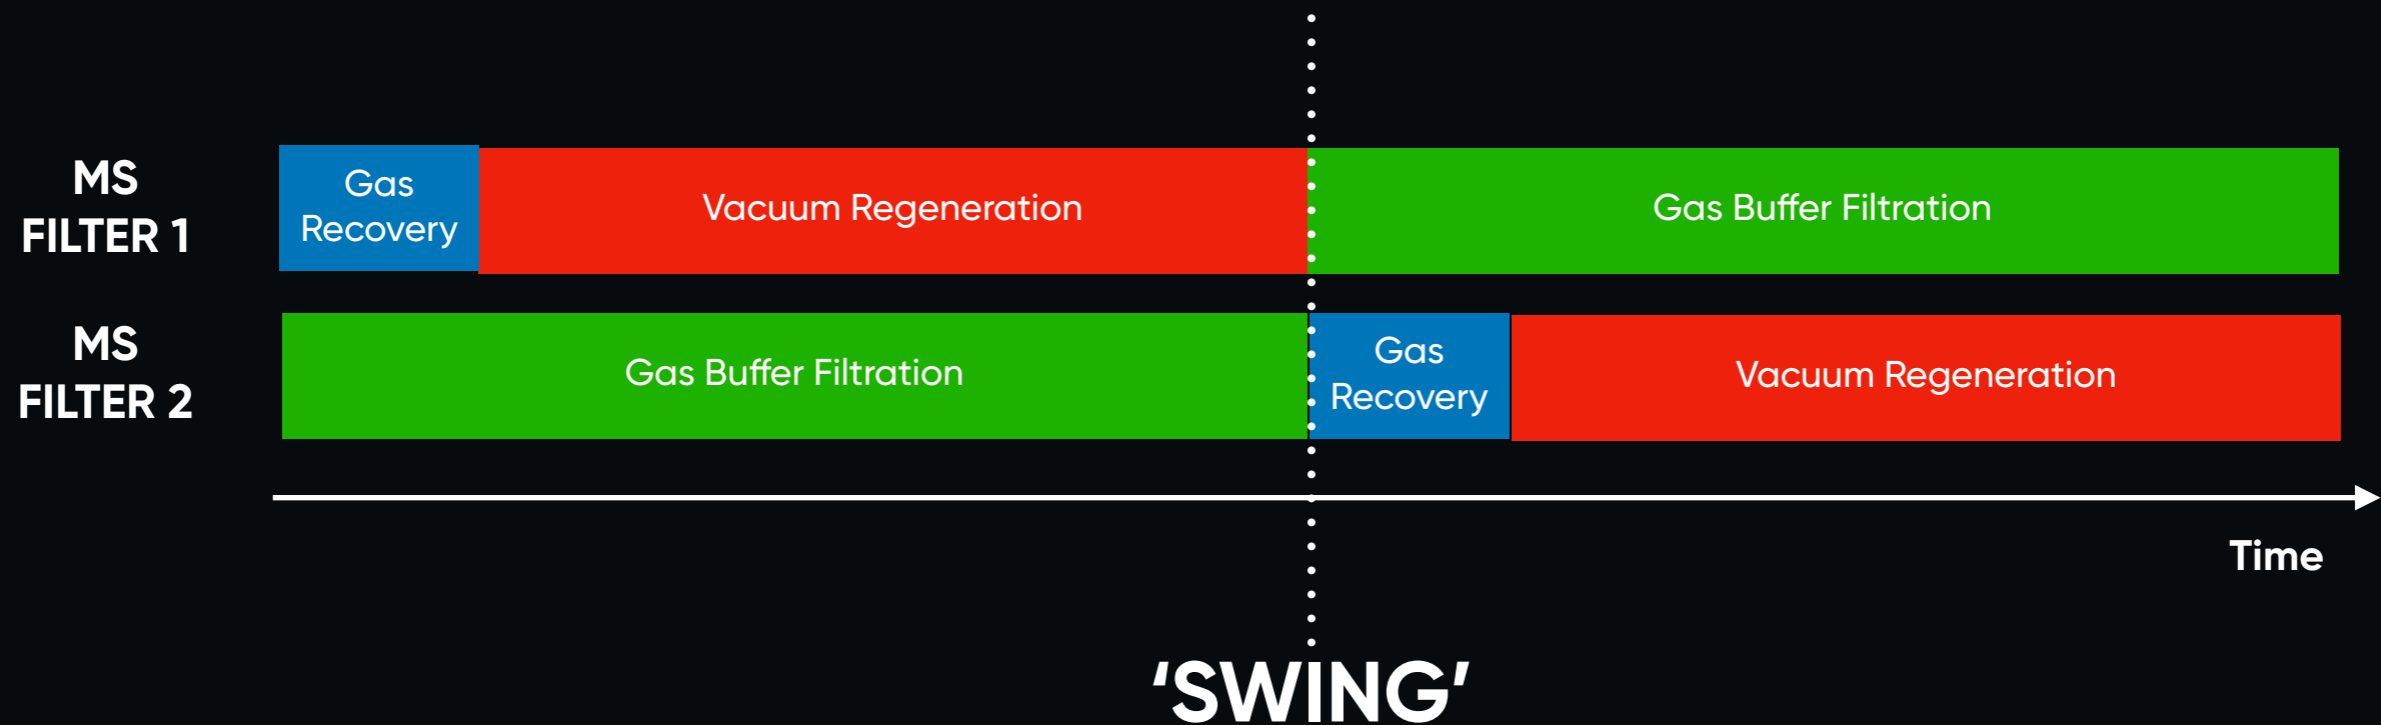 MS
FILTER 1
Gas
Recovery
Vacuum Regeneration
Gas Buffer Filtration
MS
FILTER 2
Gas Buffer Filtration
Gas
Recovery
Vacuum Regeneration
Time
‘SWING’